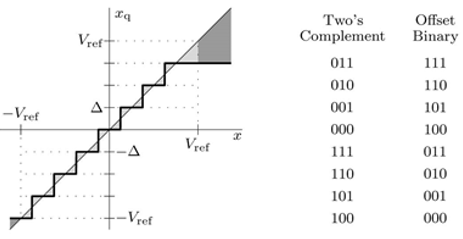 x_q
V_ref
Δ
−V_ref
x
V_ref
−Δ
−V_ref
Two's Complement Offset Binary
011 111
010 110
001 101
000 100
111 011
110 010
101 001
100 000